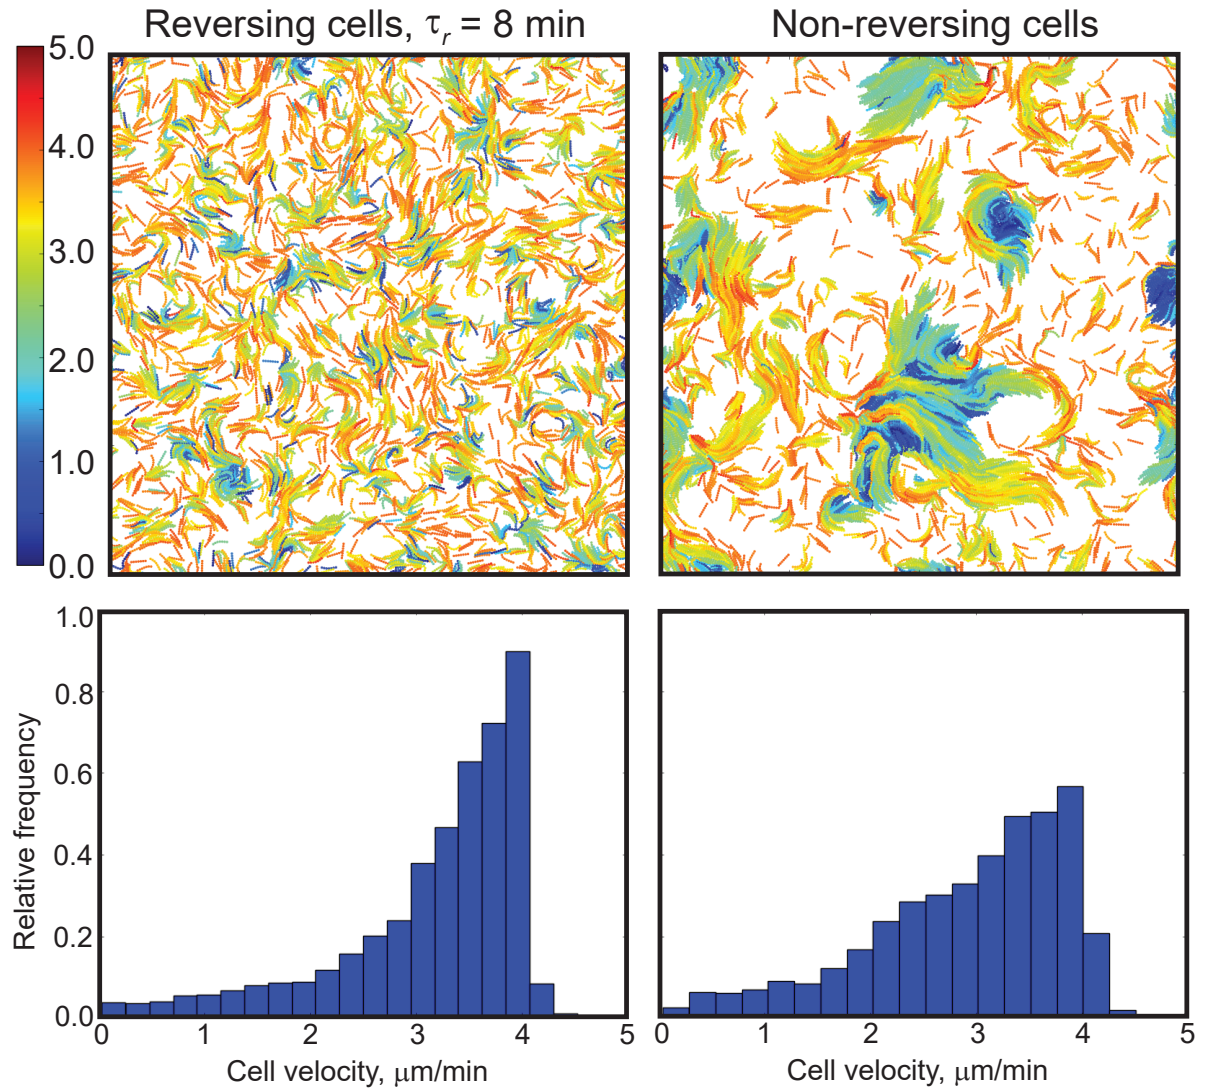 Reversing cells, τr = 8 min
Non-reversing cells
5.0
4.0
3.0
2.0
1.0
0.0
1.0
0.8
0.6
0.4
0.2
0.0
Relative frequency
0 1 2 3 4 5
Cell velocity, μm/min
0 1 2 3 4 5
Cell velocity, μm/min